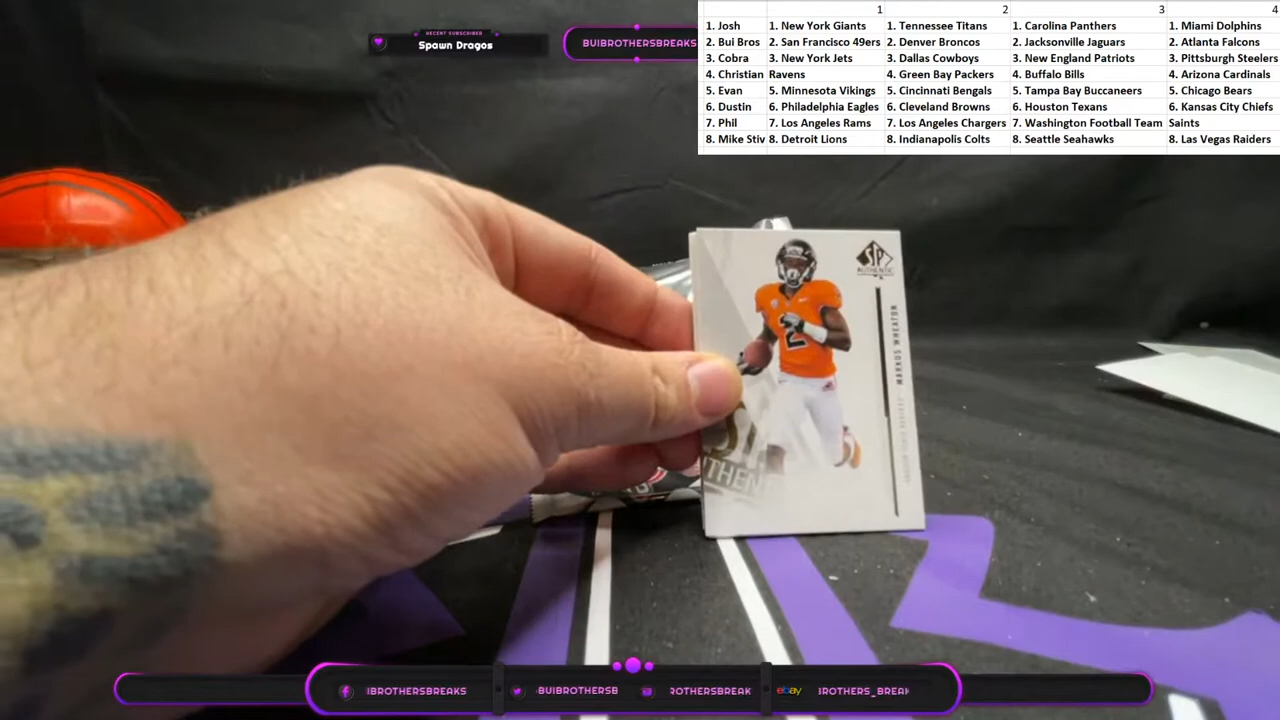 1 2 3 4
1. Josh 1. New York Giants 1. Tennessee Titans 1. Carolina Panthers 1. Miami Dolphins
2. Bui Bros 2. San Francisco 49ers 2. Denver Broncos 2. Jacksonville Jaguars 2. Atlanta Falcons
3. Cobra 3. New York Jets 3. Dallas Cowboys 3. New England Patriots 3. Pittsburgh Steelers
4. Christian Ravens 4. Green Bay Packers 4. Buffalo Bills 4. Arizona Cardinals
5. Evan 5. Minnesota Vikings 5. Cincinnati Bengals 5. Tampa Bay Buccaneers 5. Chicago Bears
6. Dustin 6. Philadelphia Eagles 6. Cleveland Browns 6. Houston Texans 6. Kansas City Chiefs
7. Phil 7. Los Angeles Rams 7. Los Angeles Chargers 7. Washington Football Team Saints
8. Mike Stiv 8. Detroit Lions 8. Indianapolis Colts 8. Seattle Seahawks 8. Las Vegas Raiders
RECENT SUBSCRIBER
Spawn Dragos
BUIBROTHERSBREAKS
SP
AUTHENTIC
2
MARKUS WHEATON
IBROTHERSBREAKS
BUIBROTHERSB
ROTHERSBREAK
ebay